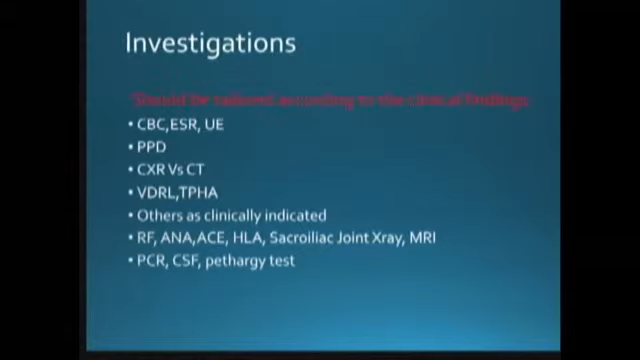 Investigations
Should be tailored according to the clinical findings
• CBC,ESR, UE
• PPD
• CXR Vs CT
• VDRL,TPHA
• Others as clinically indicated
• RF, ANA,ACE, HLA, Sacroiliac Joint Xray, MRI
• PCR, CSF, pethargy test